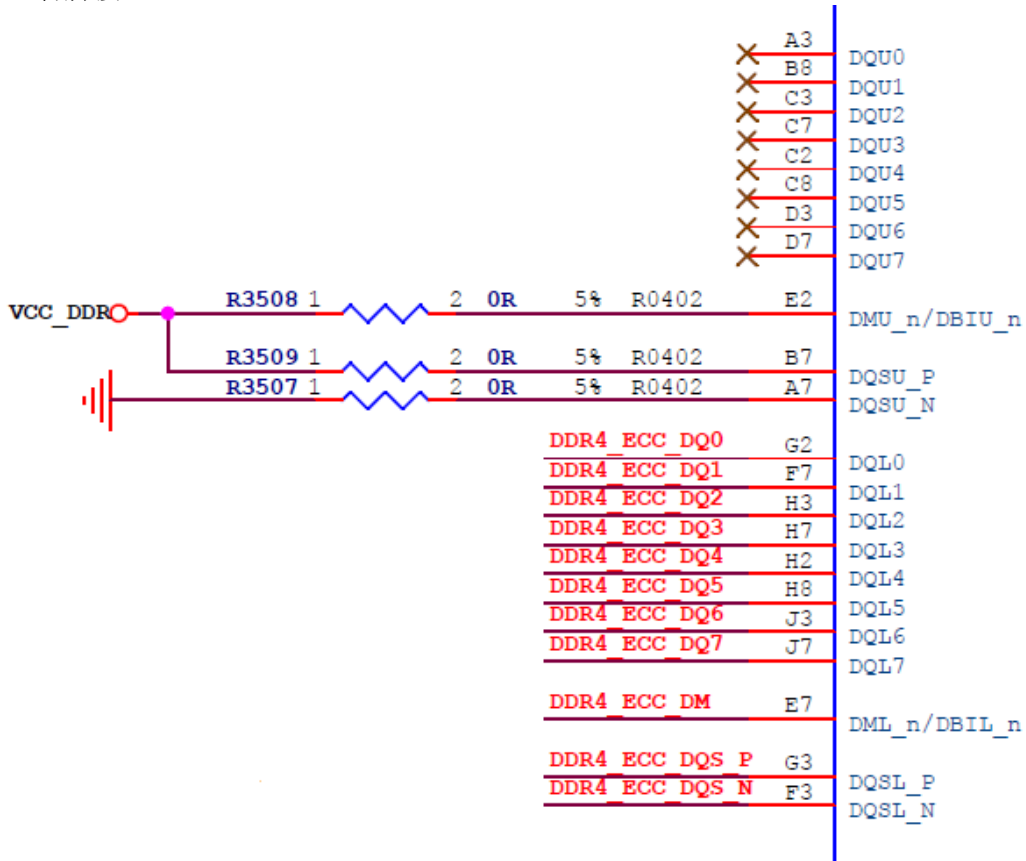 A3 DQU0
B8 DQU1
C3 DQU2
C7 DQU3
C2 DQU4
C8 DQU5
D3 DQU6
D7 DQU7
VCC_DDR R3508 1 2 0R 5% R0402 E2 DMU_n/DBIU_n
R3509 1 2 0R 5% R0402 B7 DQSU_P
R3507 1 2 0R 5% R0402 A7 DQSU_N
DDR4_ECC_DQ0 G2 DQL0
DDR4_ECC_DQ1 F7 DQL1
DDR4_ECC_DQ2 H3 DQL2
DDR4_ECC_DQ3 H7 DQL3
DDR4_ECC_DQ4 H2 DQL4
DDR4_ECC_DQ5 H8 DQL5
DDR4_ECC_DQ6 J3 DQL6
DDR4_ECC_DQ7 J7 DQL7
DDR4_ECC_DM E7 DML_n/DBIL_n
DDR4_ECC_DQS_P G3 DQSL_P
DDR4_ECC_DQS_N F3 DQSL_N